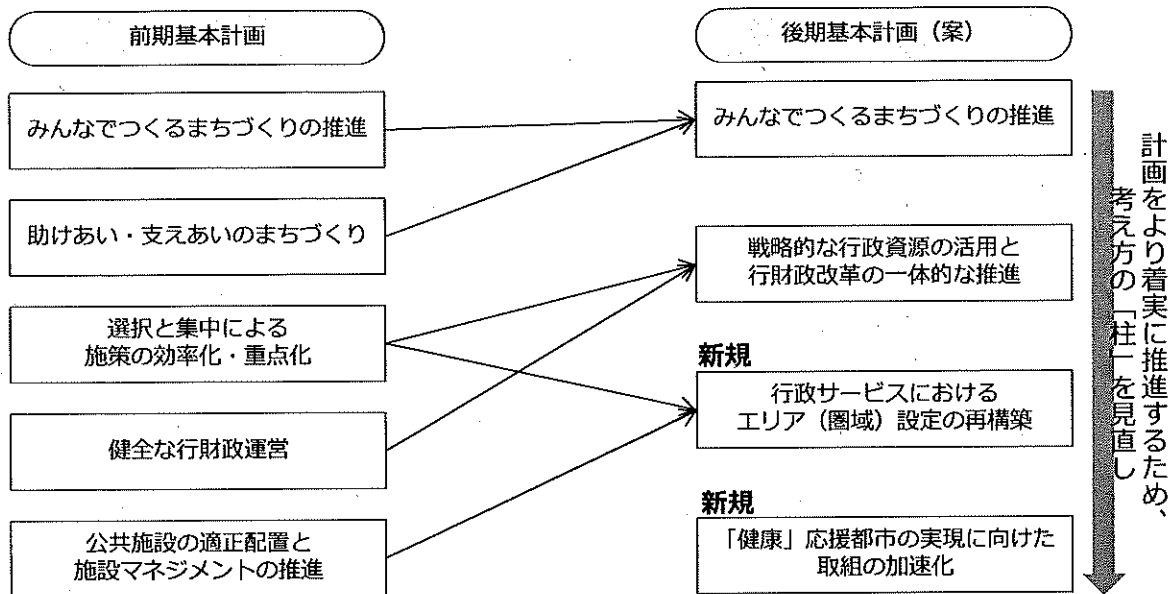 前期基本計画
みんなでつくるまちづくりの推進
助けあい・支えあいのまちづくり
選択と集中による
施策の効率化・重点化
健全な行財政運営
公共施設の適正配置と
施設マネジメントの推進
後期基本計画（案）
みんなでつくるまちづくりの推進
戦略的な行政資源の活用と
行財政改革の一体的な推進
新規
行政サービスにおける
エリア（圏域）設定の再構築
新規
「健康」応援都市の実現に向けた
取組の加速化
計画をより着実に推進するため、
考え方の「柱」を見直し